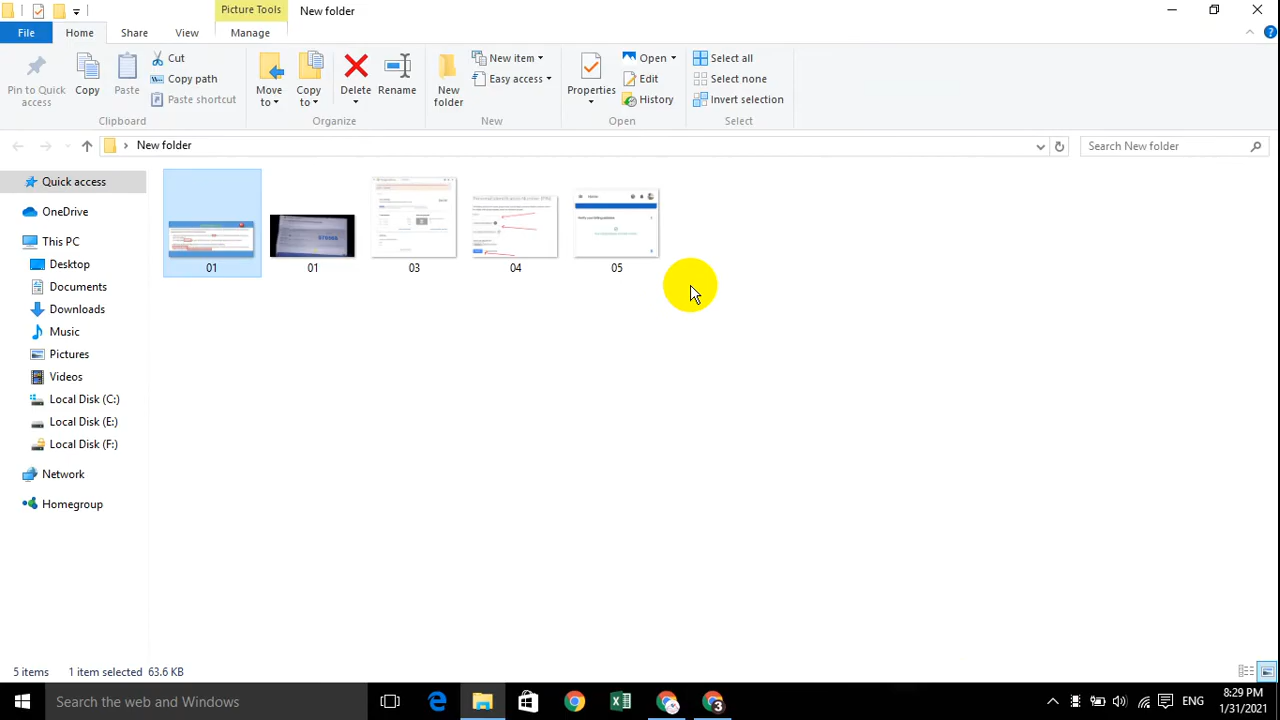 Picture Tools
New folder
File
Home
Share
View
Manage
Pin to Quick access
Copy
Paste
Cut
Copy path
Paste shortcut
Clipboard
Move to
Copy to
Delete
Rename
Organize
New folder
New item
Easy access
New
Properties
Open
Edit
History
Open
Select all
Select none
Invert selection
Select
New folder
Search New folder
Quick access
OneDrive
This PC
Desktop
Documents
Downloads
Music
Pictures
Videos
Local Disk (C:)
Local Disk (E:)
Local Disk (F:)
Network
Homegroup
01
01
03
04
05
5 items 1 item selected 63.6 KB
Search the web and Windows
3
ENG
8:29 PM
1/31/2021